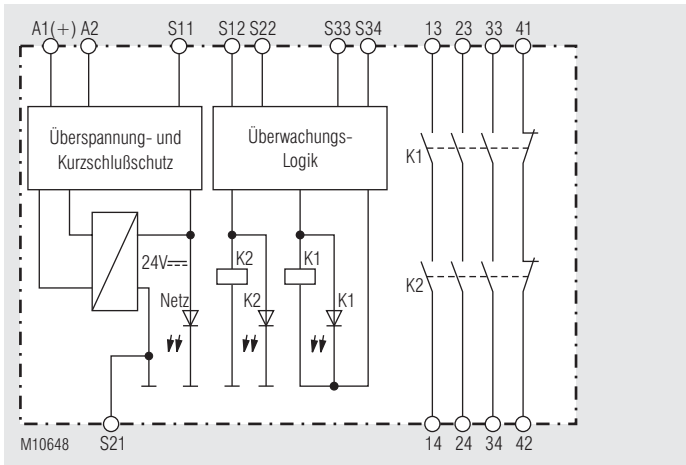 A1(+) A2 S11 S12 S22 S33 S34 13 23 33 41
Überspannung- und
Kurzschlußschutz
Überwachungs-
Logik
K1
24V
K2 K1
K2
Netz K2 K1
M10648 S21 14 24 34 42